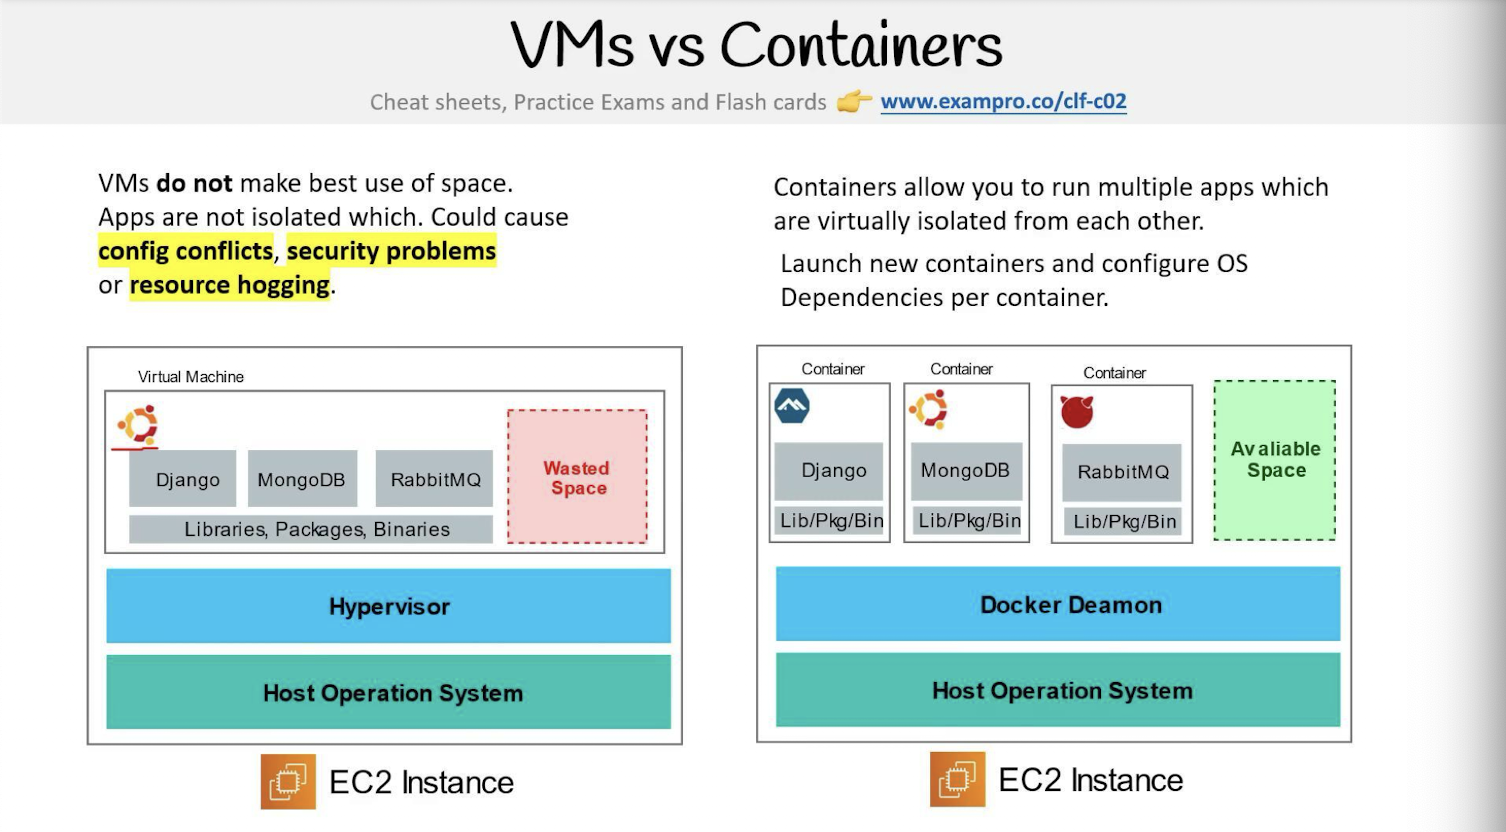 VMs vs Containers
Cheat sheets, Practice Exams and Flash cards 👉 www.exampro.co/clf-c02
VMs do not make best use of space.
Apps are not isolated which. Could cause
config conflicts, security problems
or resource hogging.
Containers allow you to run multiple apps which
are virtually isolated from each other.
Launch new containers and configure OS
Dependencies per container.
Virtual Machine
Django
MongoDB
RabbitMQ
Libraries, Packages, Binaries
Wasted
Space
Hypervisor
Host Operation System
EC2 Instance
Container
Django
Lib/Pkg/Bin
Container
MongoDB
Lib/Pkg/Bin
Container
RabbitMQ
Lib/Pkg/Bin
Avaliable
Space
Docker Deamon
Host Operation System
EC2 Instance